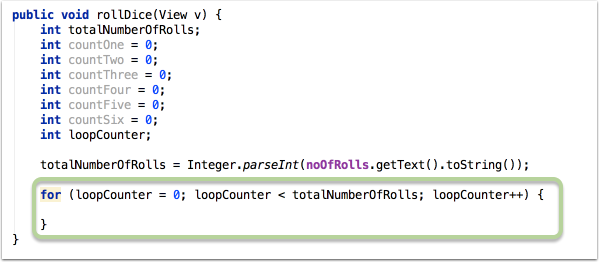 public void rollDice(View v) {
    int totalNumberOfRolls;
    int countOne = 0;
    int countTwo = 0;
    int countThree = 0;
    int countFour = 0;
    int countFive = 0;
    int countSix = 0;
    int loopCounter;

    totalNumberOfRolls = Integer.parseInt(noOfRolls.getText().toString());

    for (loopCounter = 0; loopCounter < totalNumberOfRolls; loopCounter++) {

    }
}